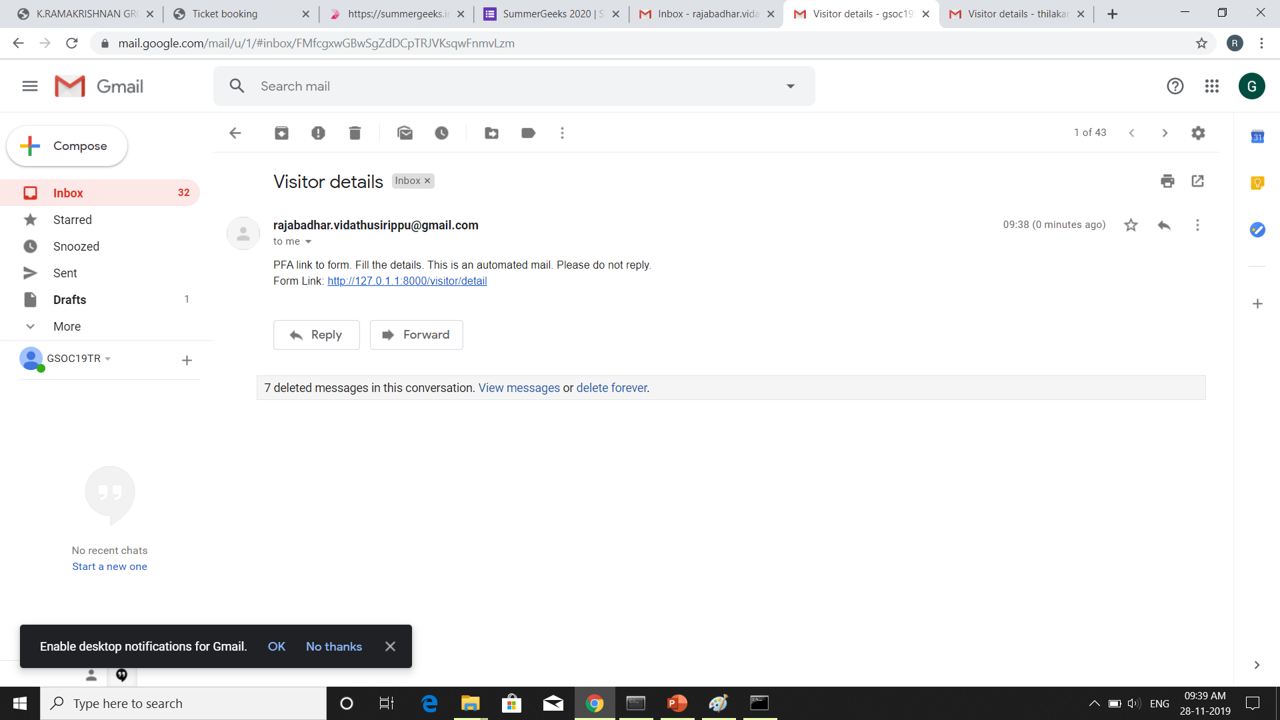 K.RAMAKRISHNAN GR
Ticket booking
https://summergeeks.i
SummerGeeks 2020 | S
Inbox - rajabadhar.vida
Visitor details - gsoc19
Visitor details - thilakar
mail.google.com/mail/u/1/#inbox/FMfcgxwGBwSgZdDCpTRJVKsqwFnmvLzm
R
Gmail
Search mail
G
Compose
1 of 43
31
Visitor details
Inbox ×
Inbox 32
Starred
Snoozed
Sent
Drafts 1
More
GSOC19TR
rajabadhar.vidathusirippu@gmail.com
09:38 (0 minutes ago)
to me
PFA link to form. Fill the details. This is an automated mail. Please do not reply.
Form Link: http://127.0.1.1:8000/visitor/detail
Reply
Forward
7 deleted messages in this conversation. View messages or delete forever.
No recent chats
Start a new one
Enable desktop notifications for Gmail. OK No thanks
Type here to search
ENG
09:39 AM
28-11-2019